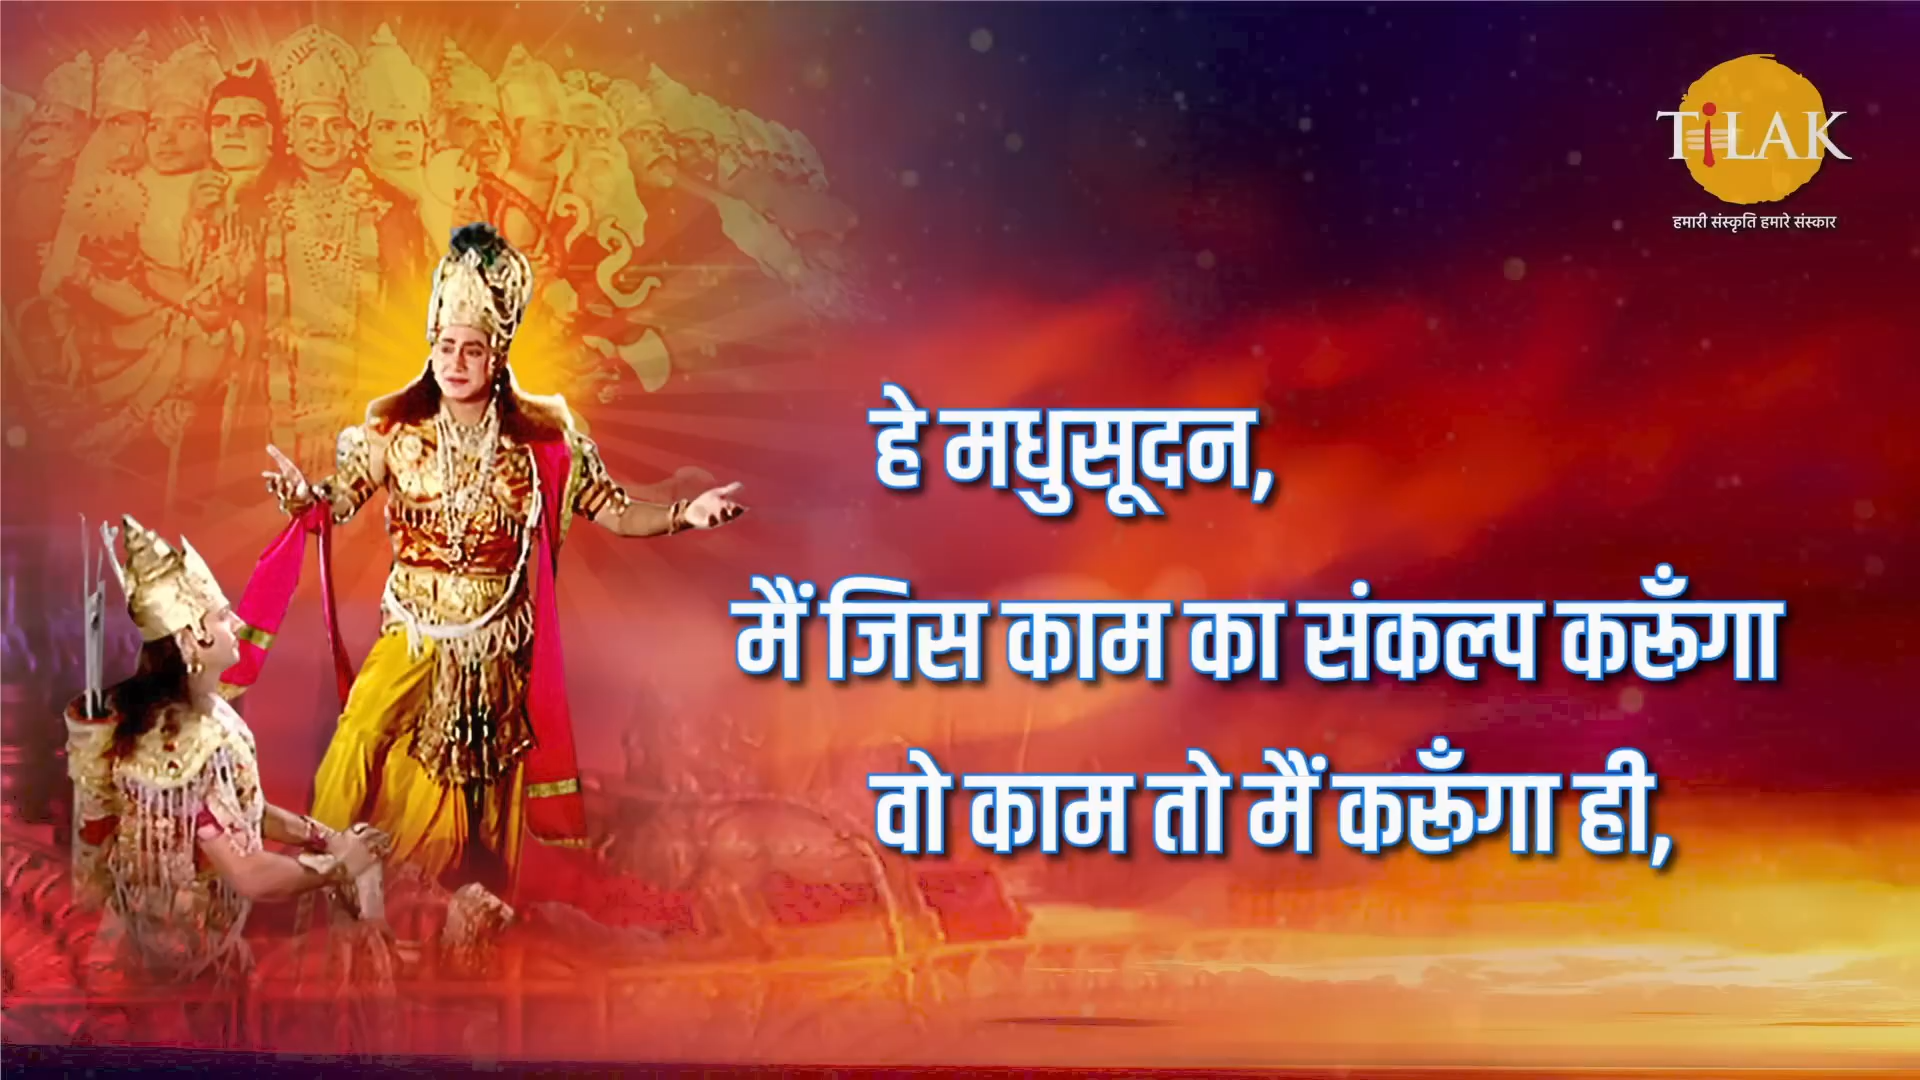 TiLAK
हमारी संस्कृति हमारे संस्कार
हे मधुसूदन,
मैं जिस काम का संकल्प करूँगा
वो काम तो मैं करूँगा ही,